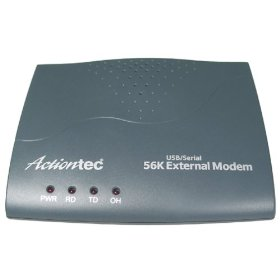 Actiontec®
USB/Serial
56K External Modem
PWR RD TD OH